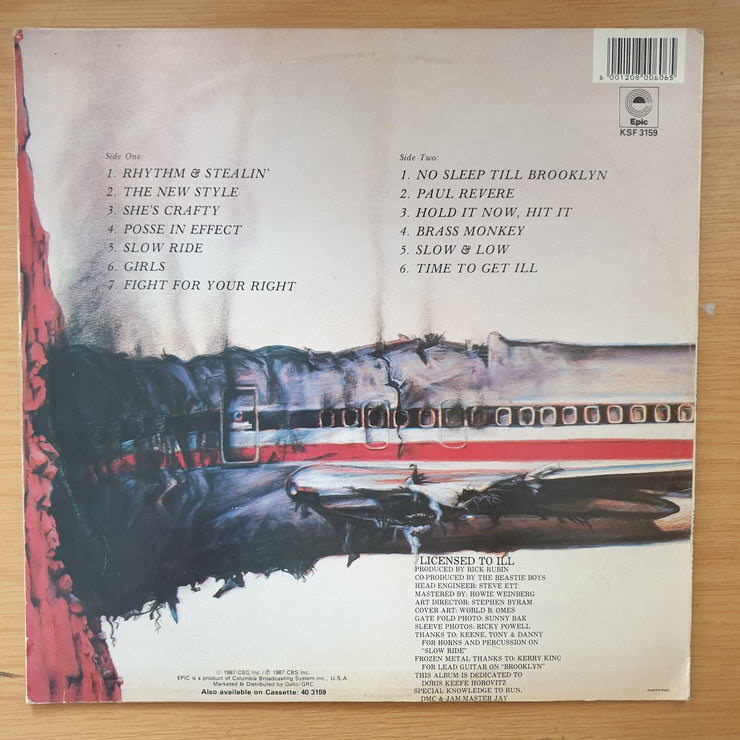 6 001208 006065
Epic
KSF 3159
Side One:
1. RHYTHM & STEALIN'
2. THE NEW STYLE
3. SHE'S CRAFTY
4. POSSE IN EFFECT
5. SLOW RIDE
6. GIRLS
7. FIGHT FOR YOUR RIGHT
Side Two:
1. NO SLEEP TILL BROOKLYN
2. PAUL REVERE
3. HOLD IT NOW, HIT IT
4. BRASS MONKEY
5. SLOW & LOW
6. TIME TO GET ILL
LICENSED TO ILL
PRODUCED BY RICK RUBIN
CO-PRODUCED BY THE BEASTIE BOYS
HEAD ENGINEER: STEVE ETT
MASTERED BY: HOWIE WEINBERG
ART DIRECTOR: STEPHEN BYRAM
COVER ART: WORLD B. OMES
GATE FOLD PHOTO: SUNNY BAK
SLEEVE PHOTOS: RICKY POWELL
THANKS TO: KEENE, TONY & DANNY
FOR HORNS AND PERCUSSION ON
"SLOW RIDE"
FROZEN METAL THANKS TO: KERRY KING
FOR LEAD GUITAR ON "BROOKLYN"
THIS ALBUM IS DEDICATED TO
DORIS KEEFE HOROVITZ
SPECIAL KNOWLEDGE TO RUN,
DMC & JAM-MASTER JAY
© 1987 CBS Inc./℗ 1987 CBS Inc.
EPIC is a product of Columbia Broadcasting System Inc., U.S.A.
Marketed & Distributed by Gallo/GRC
Also available on Cassette: 40 3159
ARTONE